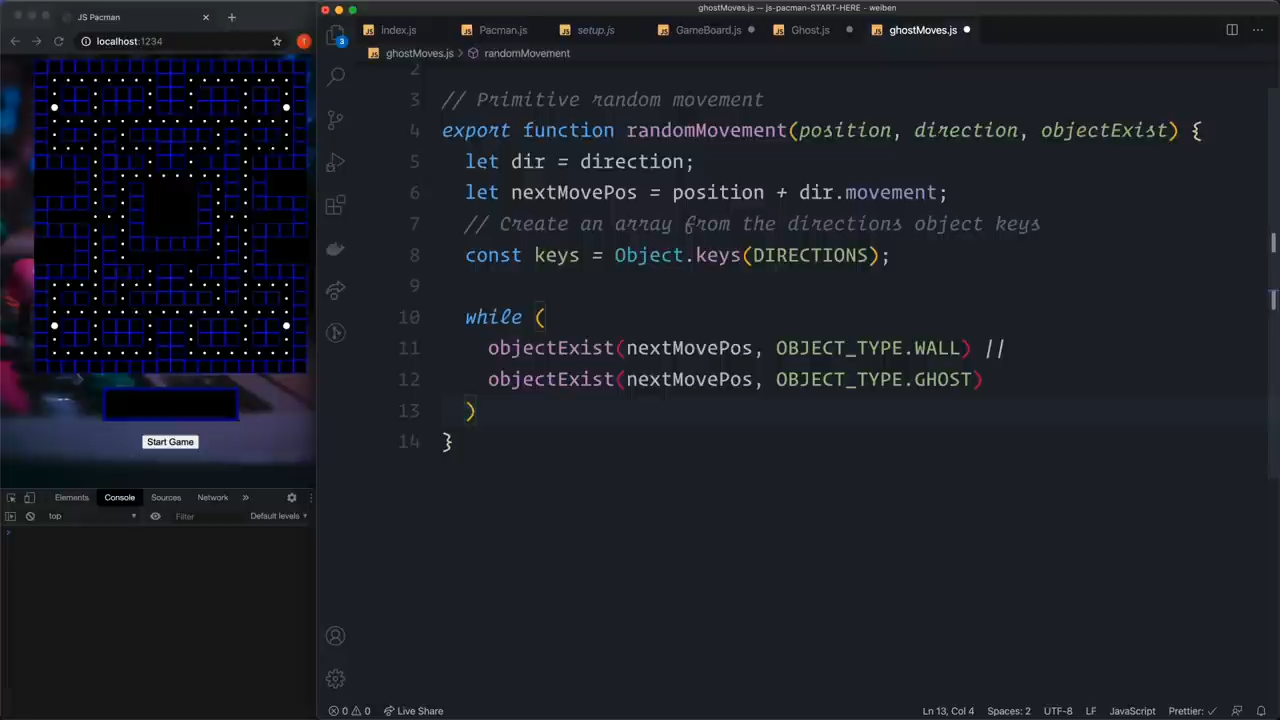 JS Pacman
ghostMoves.js — js-pacman-START-HERE - weiben
localhost:1234
T
Index.js
Pacman.js
setup.js
GameBoard.js
Ghost.js
ghostMoves.js
ghostMoves.js > randomMovement
3
2
3 // Primitive random movement
4 export function randomMovement(position, direction, objectExist) {
5 let dir = direction;
6 let nextMovePos = position + dir.movement;
7 // Create an array from the directions object keys
8 const keys = Object.keys(DIRECTIONS);
9
10 while (
11 objectExist(nextMovePos, OBJECT_TYPE.WALL) ||
12 objectExist(nextMovePos, OBJECT_TYPE.GHOST)
13 )
14 }
Start Game
Elements Console Sources Network »
top Filter Default levels
0 0 Live Share
Ln 13, Col 4 Spaces: 2 UTF-8 LF JavaScript Prettier: ✓